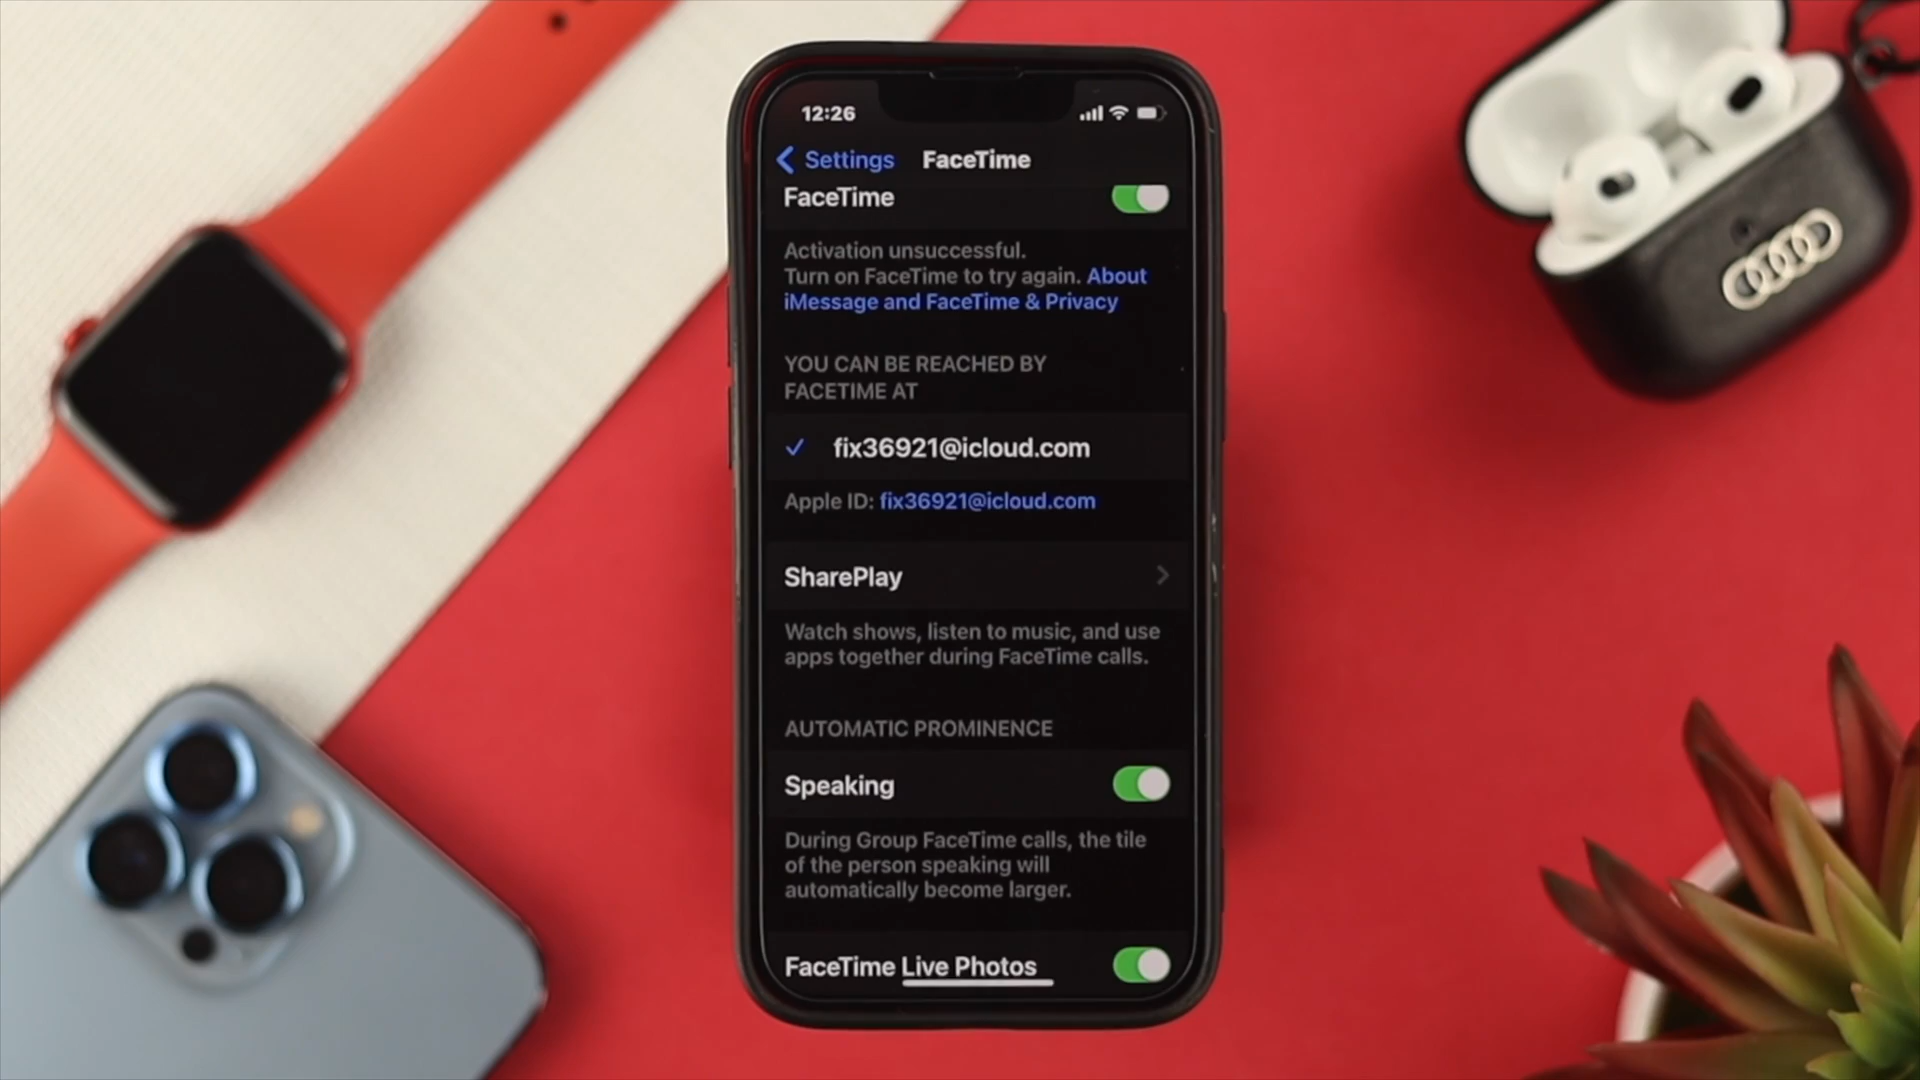 12:26
Settings
FaceTime
FaceTime
Activation unsuccessful.
Turn on FaceTime to try again. About
iMessage and FaceTime & Privacy
YOU CAN BE REACHED BY
FACETIME AT
fix36921@icloud.com
Apple ID: fix36921@icloud.com
SharePlay
Watch shows, listen to music, and use
apps together during FaceTime calls.
AUTOMATIC PROMINENCE
Speaking
During Group FaceTime calls, the tile
of the person speaking will
automatically become larger.
FaceTime Live Photos